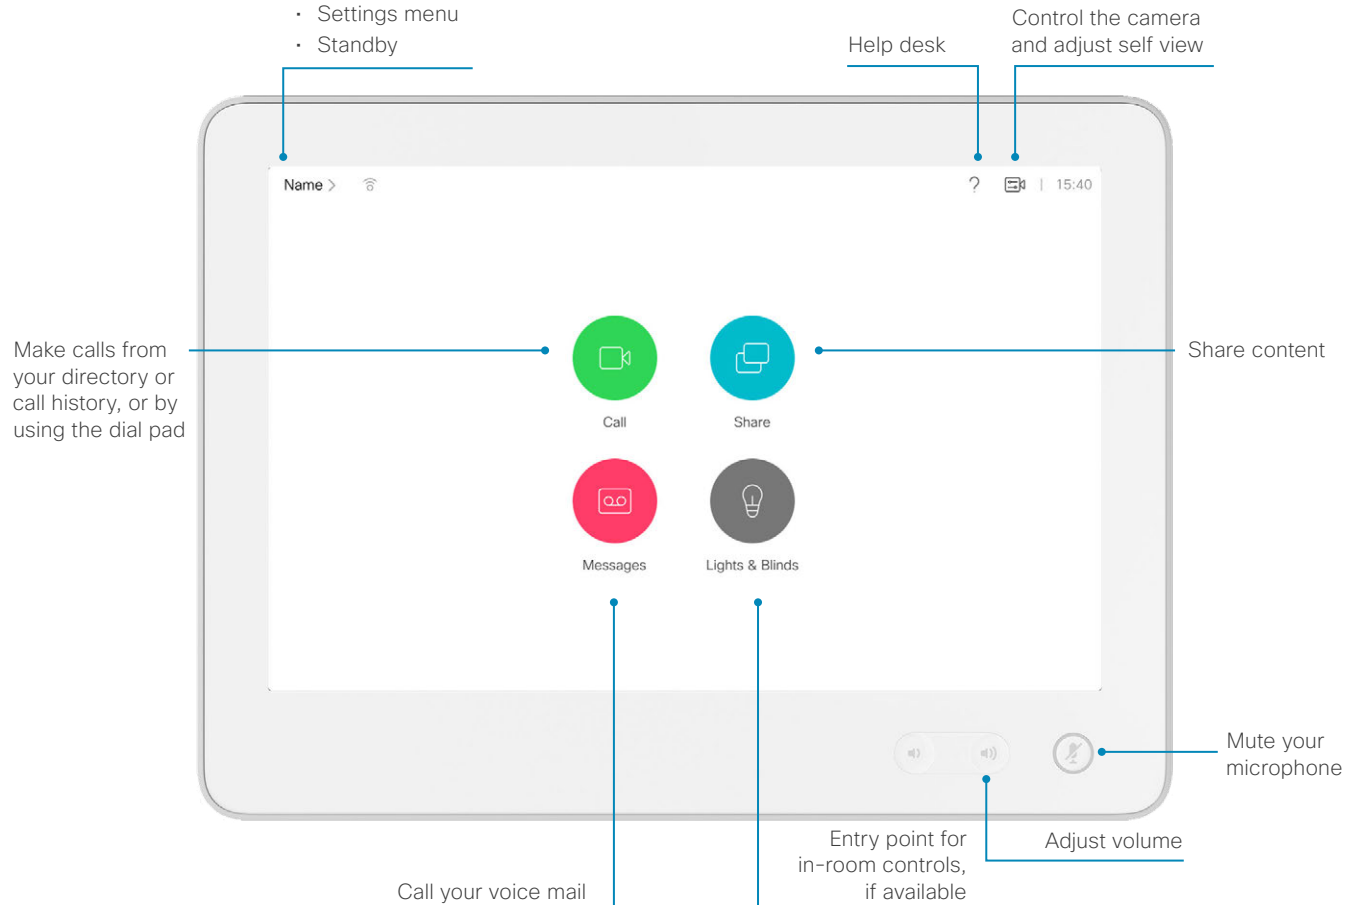 · Settings menu
· Standby
Help desk
Control the camera
and adjust self view
Name >
?
15:40
Make calls from
your directory or
call history, or by
using the dial pad
Call
Share
Share content
Messages
Lights & Blinds
Mute your
microphone
Entry point for
in-room controls,
if available
Adjust volume
Call your voice mail